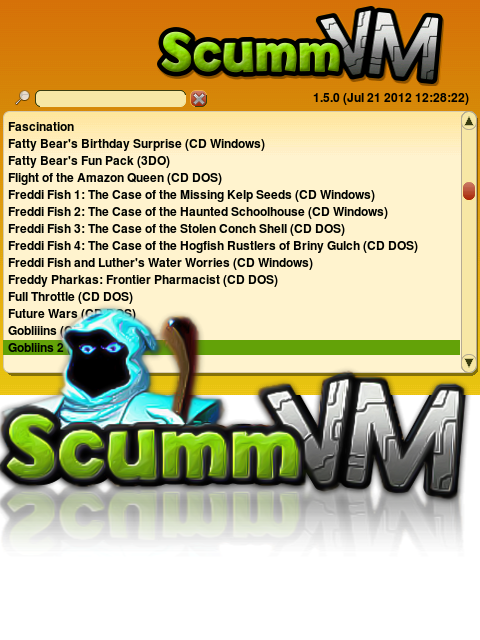 ScummVM
1.5.0 (Jul 21 2012 12:28:22)
Fascination
Fatty Bear's Birthday Surprise (CD Windows)
Fatty Bear's Fun Pack (3DO)
Flight of the Amazon Queen (CD DOS)
Freddi Fish 1: The Case of the Missing Kelp Seeds (CD Windows)
Freddi Fish 2: The Case of the Haunted Schoolhouse (CD Windows)
Freddi Fish 3: The Case of the Stolen Conch Shell (CD DOS)
Freddi Fish 4: The Case of the Hogfish Rustlers of Briny Gulch (CD DOS)
Freddi Fish and Luther's Water Worries (CD Windows)
Freddy Pharkas: Frontier Pharmacist (CD DOS)
Full Throttle (CD DOS)
Future Wars (CD DOS)
Gobliiins
Gobliins 2
ScummVM